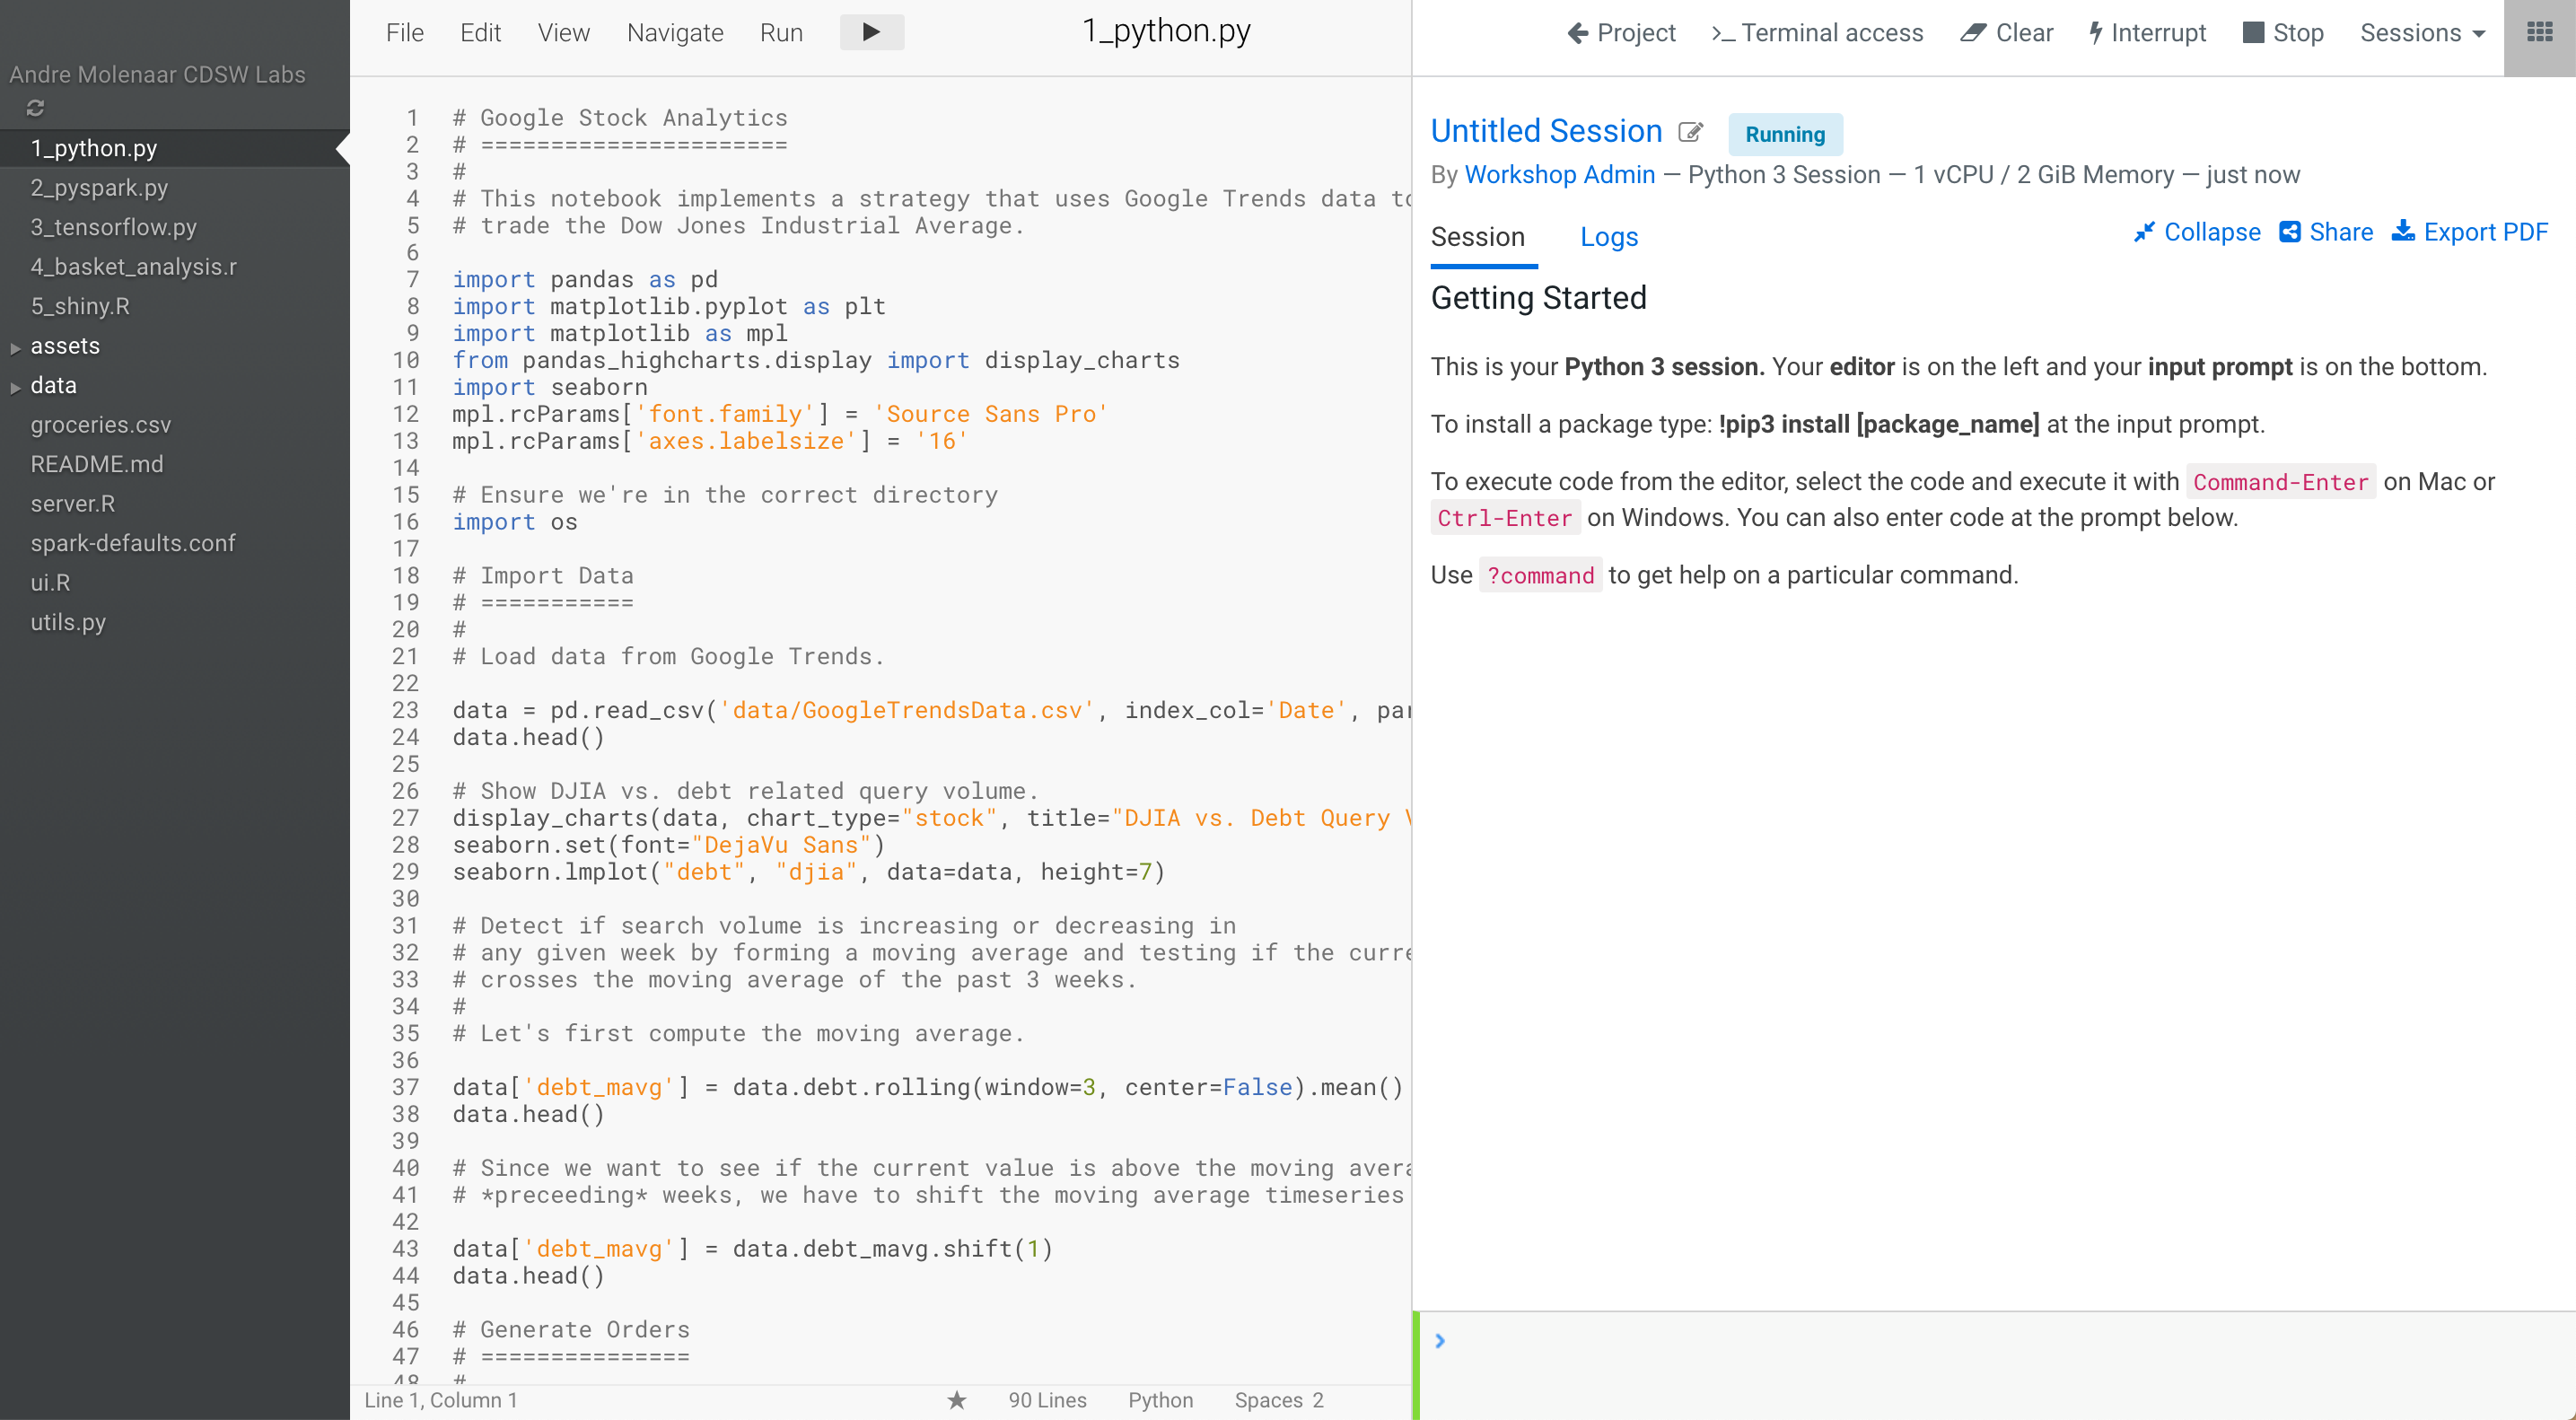 Andre Molenaar CDSW Labs
1_python.py
2_pyspark.py
3_tensorflow.py
4_basket_analysis.r
5_shiny.R
assets
data
groceries.csv
README.md
server.R
spark-defaults.conf
ui.R
utils.py
File Edit View Navigate Run 1_python.py
1 # Google Stock Analytics
2 # ======================
3 #
4 # This notebook implements a strategy that uses Google Trends data to
5 # trade the Dow Jones Industrial Average.
6
7 import pandas as pd
8 import matplotlib.pyplot as plt
9 import matplotlib as mpl
10 from pandas_highcharts.display import display_charts
11 import seaborn
12 mpl.rcParams['font.family'] = 'Source Sans Pro'
13 mpl.rcParams['axes.labelsize'] = '16'
14
15 # Ensure we're in the correct directory
16 import os
17
18 # Import Data
19 # ===========
20 #
21 # Load data from Google Trends.
22
23 data = pd.read_csv('data/GoogleTrendsData.csv', index_col='Date', par
24 data.head()
25
26 # Show DJIA vs. debt related query volume.
27 display_charts(data, chart_type="stock", title="DJIA vs. Debt Query V
28 seaborn.set(font="DejaVu Sans")
29 seaborn.lmplot("debt", "djia", data=data, height=7)
30
31 # Detect if search volume is increasing or decreasing in
32 # any given week by forming a moving average and testing if the curre
33 # crosses the moving average of the past 3 weeks.
34 #
35 # Let's first compute the moving average.
36
37 data['debt_mavg'] = data.debt.rolling(window=3, center=False).mean()
38 data.head()
39
40 # Since we want to see if the current value is above the moving avera
41 # *preceeding* weeks, we have to shift the moving average timeseries
42
43 data['debt_mavg'] = data.debt_mavg.shift(1)
44 data.head()
45
46 # Generate Orders
47 # ===============
48 #
Line 1, Column 1 ★ 90 Lines Python Spaces 2
Project >_ Terminal access Clear Interrupt Stop Sessions
Untitled Session Running
By Workshop Admin — Python 3 Session — 1 vCPU / 2 GiB Memory — just now
Session Logs Collapse Share Export PDF
Getting Started
This is your Python 3 session. Your editor is on the left and your input prompt is on the bottom.
To install a package type: !pip3 install [package_name] at the input prompt.
To execute code from the editor, select the code and execute it with Command-Enter on Mac or
Ctrl-Enter on Windows. You can also enter code at the prompt below.
Use ?command to get help on a particular command.